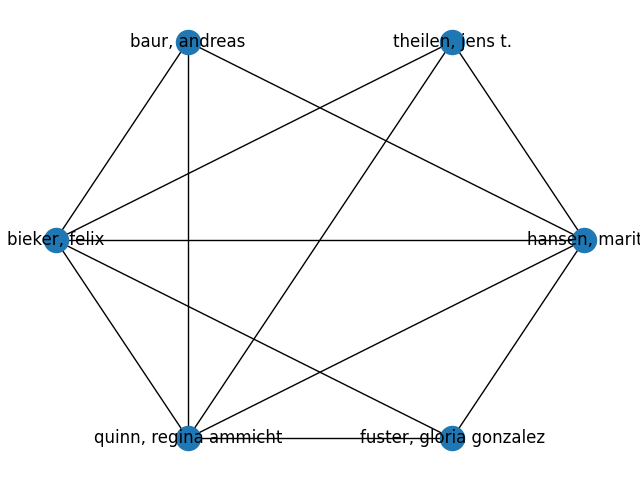 baur, andreas
theilen, jens t.
bieker, felix
hansen, marit
quinn, regina ammicht
fuster, gloria gonzalez